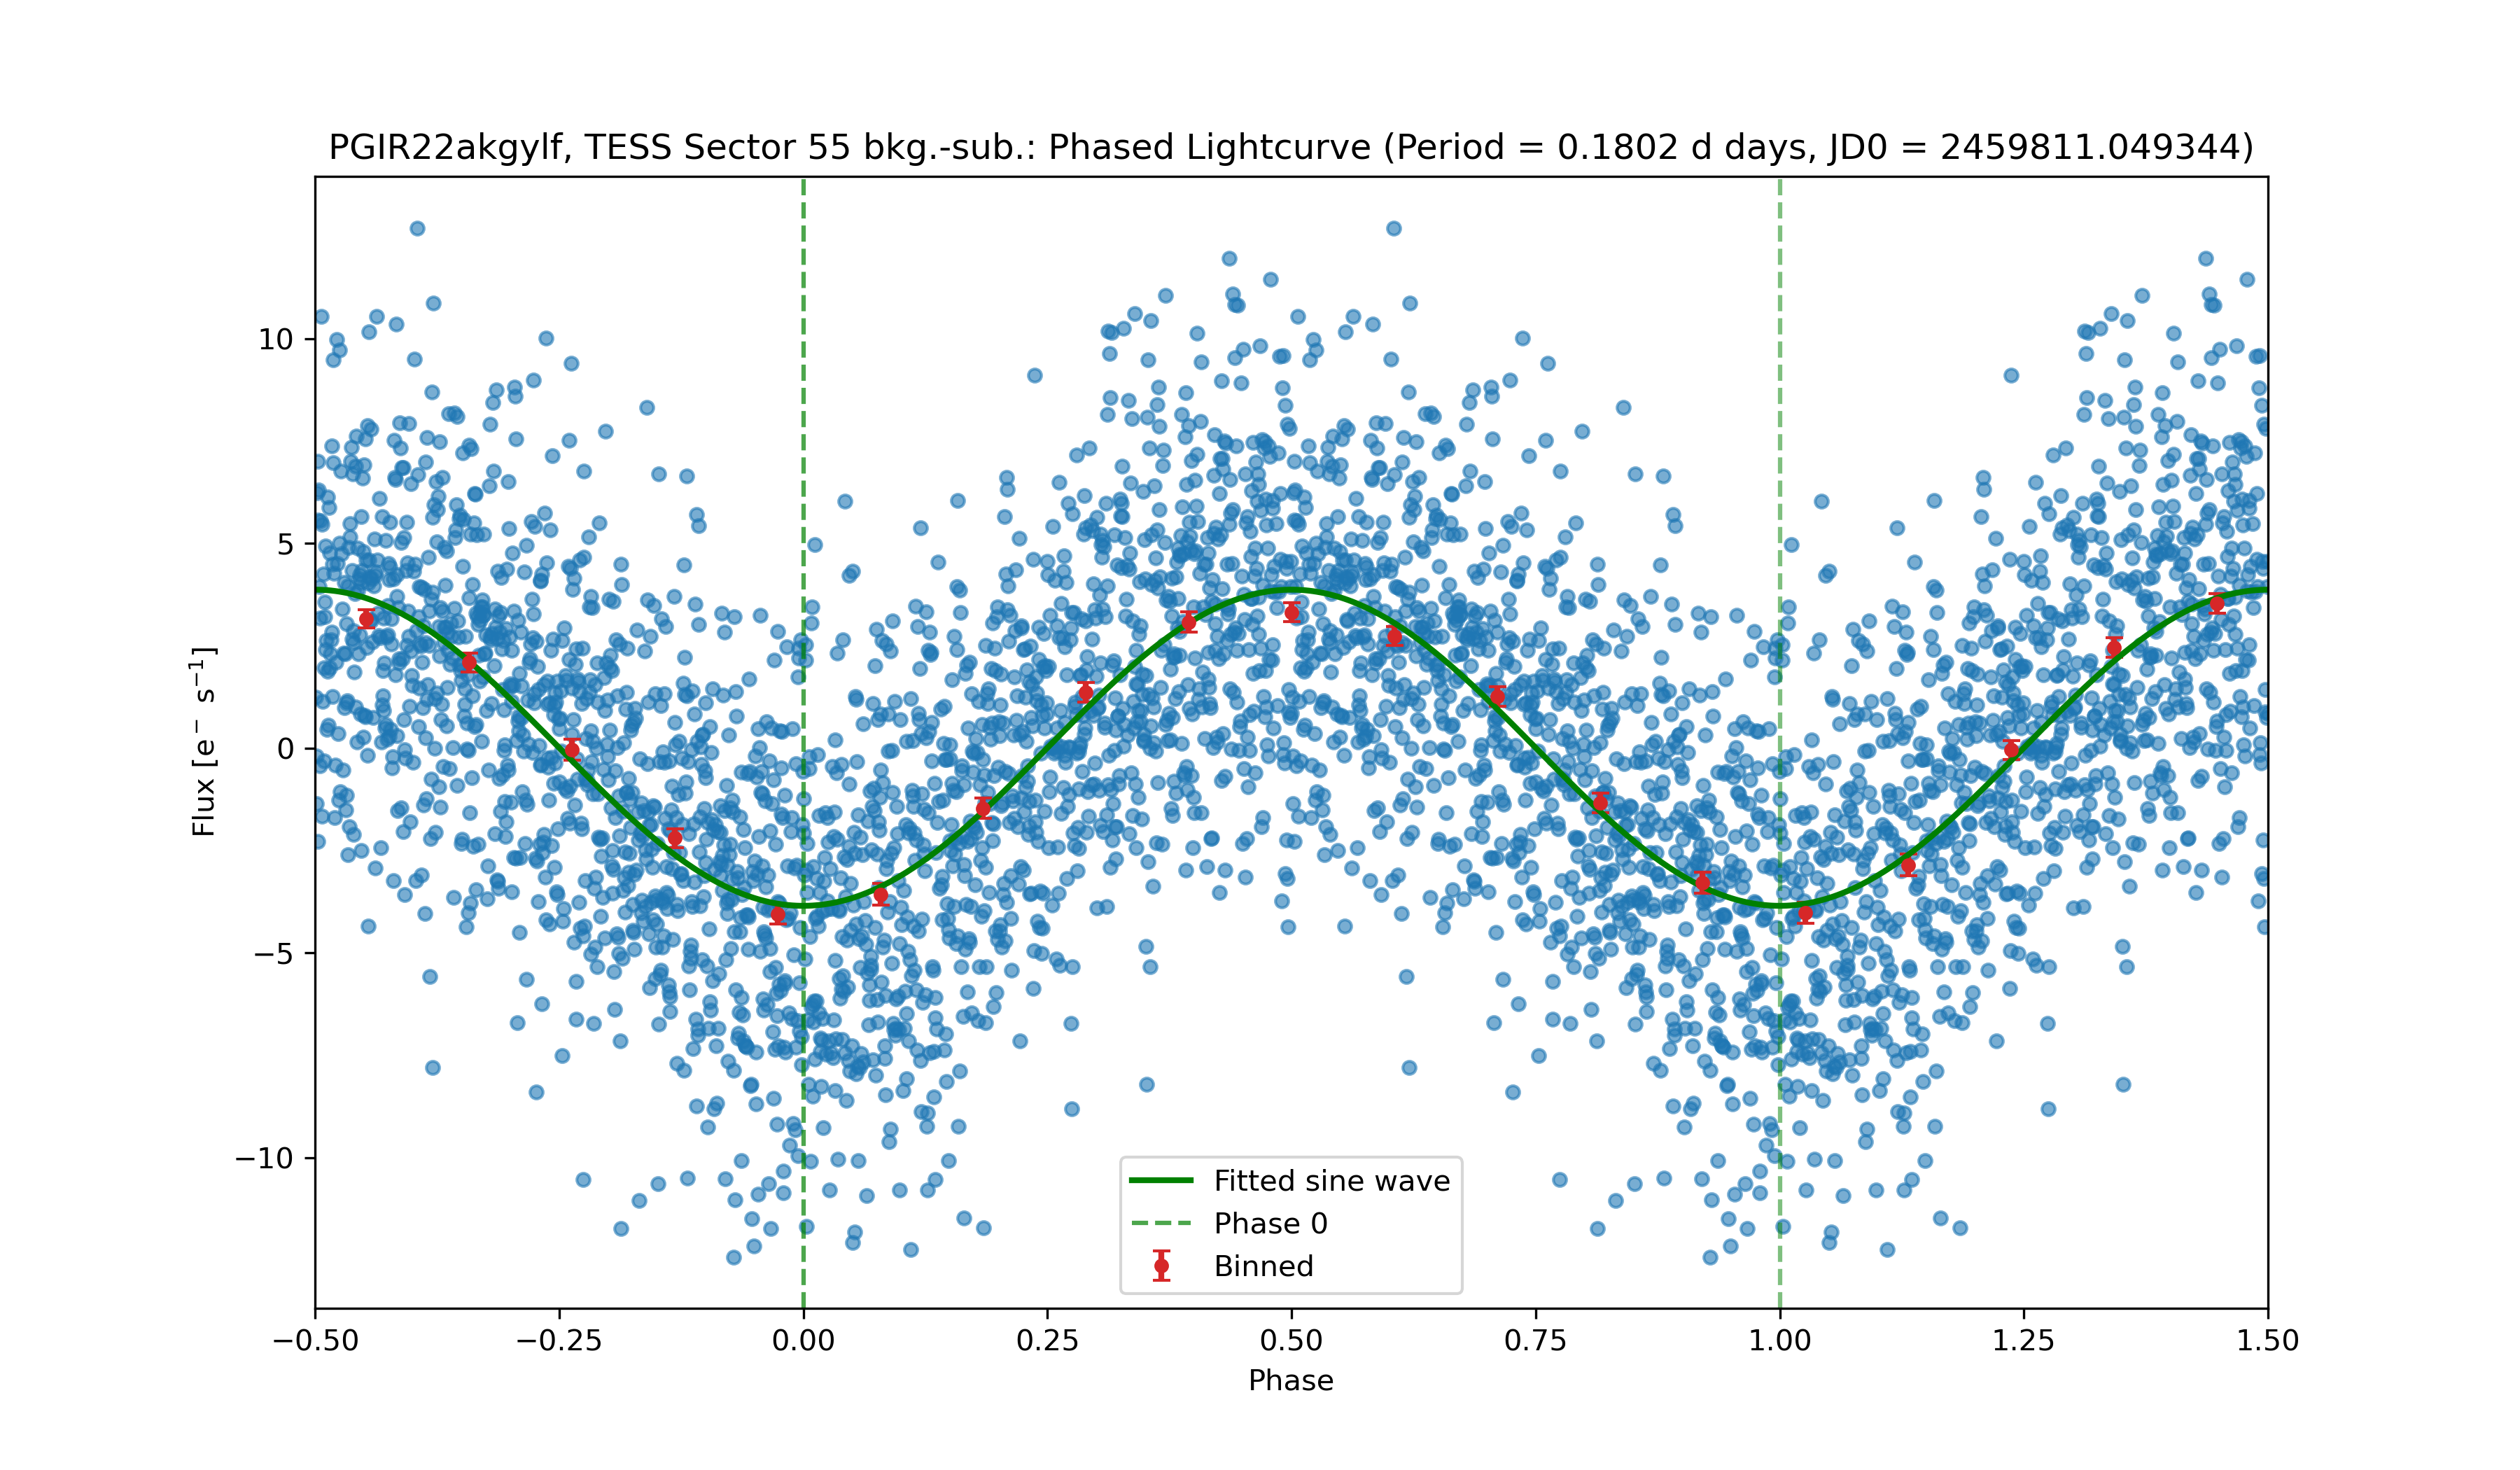 PGIR22akgylf, TESS Sector 55 bkg.-sub.: Phased Lightcurve (Period = 0.1802 d days, JD0 = 2459811.049344)
Flux [e⁻ s⁻¹]
10
5
0
−5
−10
Fitted sine wave
Phase 0
Binned
−0.50 −0.25 0.00 0.25 0.50 0.75 1.00 1.25 1.50
Phase